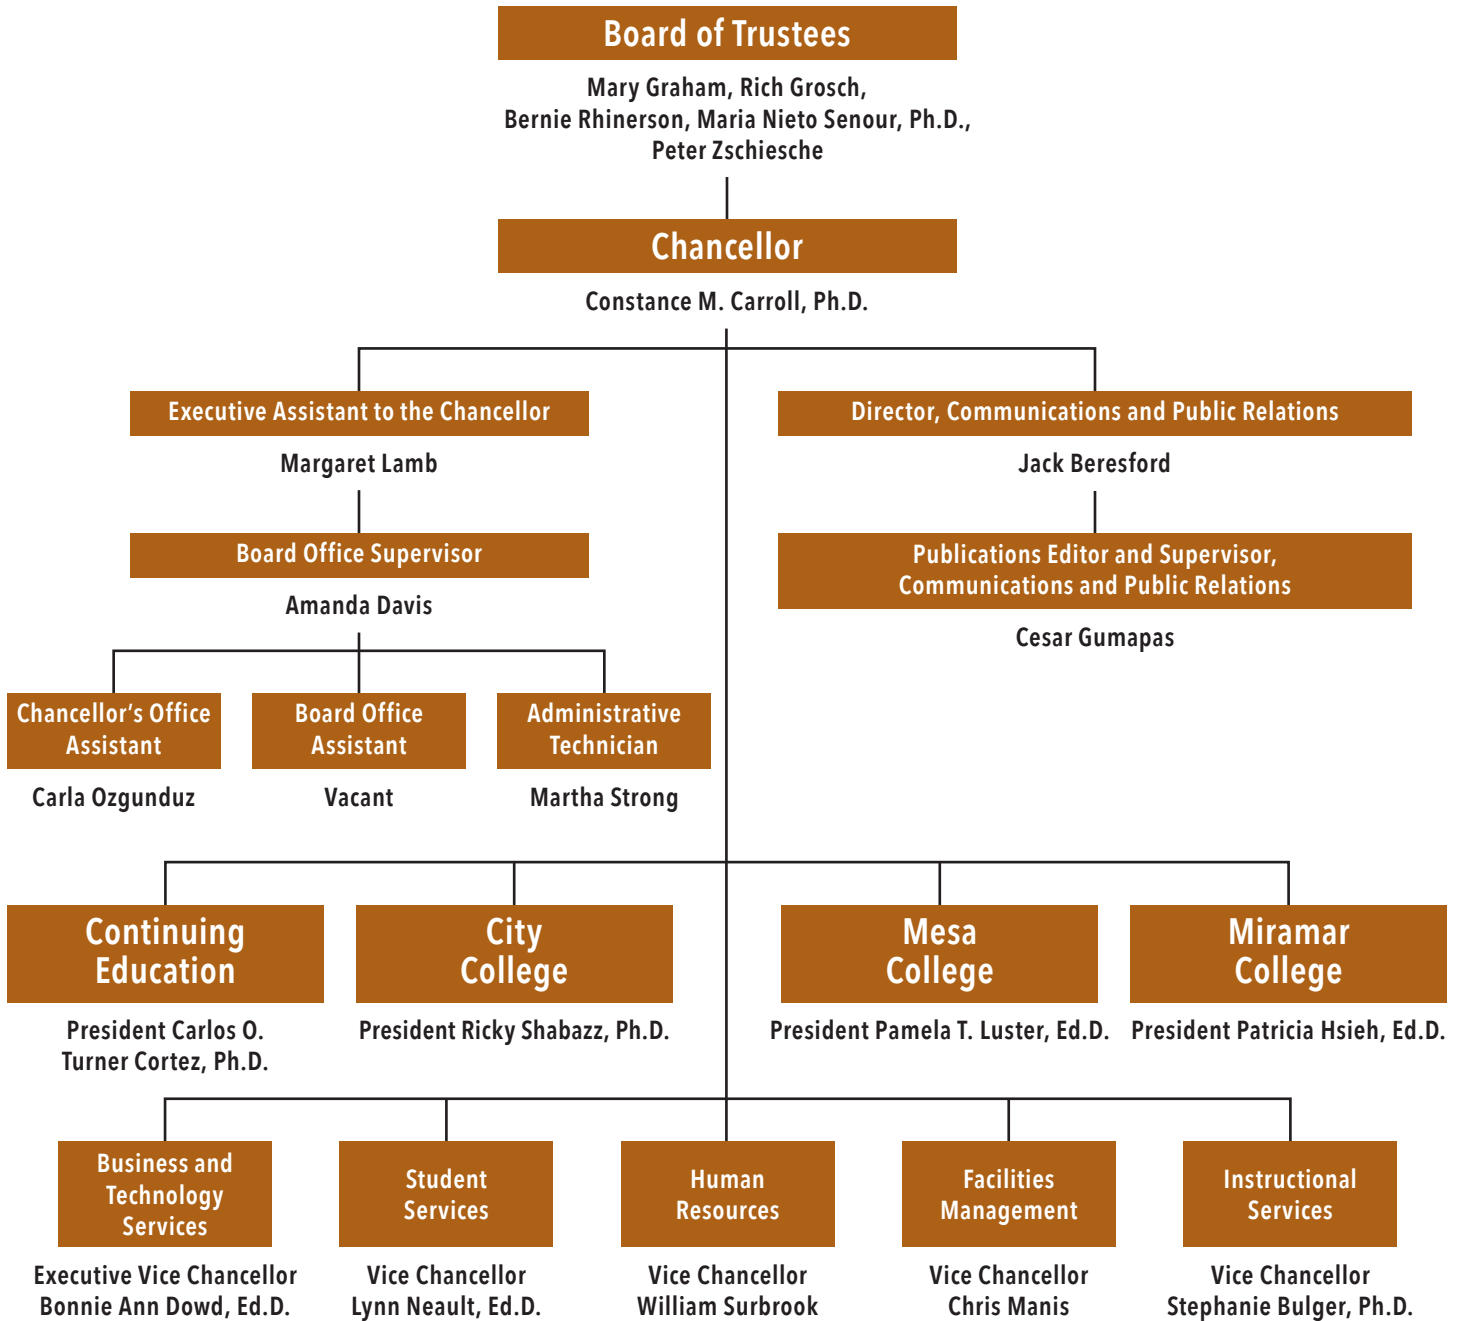 Board of Trustees
Mary Graham, Rich Grosch,
Bernie Rhinerson, Maria Nieto Senour, Ph.D.,
Peter Zschiesche
Chancellor
Constance M. Carroll, Ph.D.
Executive Assistant to the Chancellor
Margaret Lamb
Director, Communications and Public Relations
Jack Beresford
Board Office Supervisor
Amanda Davis
Publications Editor and Supervisor,
Communications and Public Relations
Cesar Gumapas
Chancellor’s Office
Assistant
Carla Ozgunduz
Board Office
Assistant
Vacant
Administrative
Technician
Martha Strong
Continuing
Education
President Carlos O.
Turner Cortez, Ph.D.
City
College
President Ricky Shabazz, Ph.D.
Mesa
College
President Pamela T. Luster, Ed.D.
Miramar
College
President Patricia Hsieh, Ed.D.
Business and
Technology
Services
Executive Vice Chancellor
Bonnie Ann Dowd, Ed.D.
Student
Services
Vice Chancellor
Lynn Neault, Ed.D.
Human
Resources
Vice Chancellor
William Surbrook
Facilities
Management
Vice Chancellor
Chris Manis
Instructional
Services
Vice Chancellor
Stephanie Bulger, Ph.D.